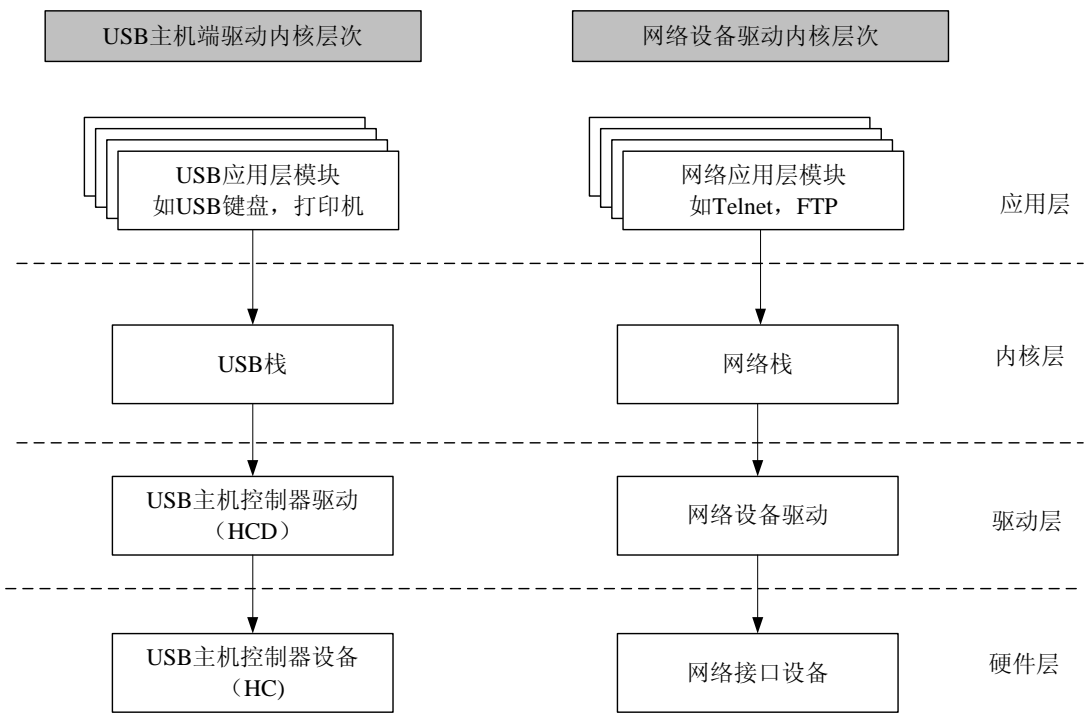 USB主机端驱动内核层次
网络设备驱动内核层次
USB应用层模块
如USB键盘，打印机
网络应用层模块
如Telnet，FTP
应用层
USB栈
网络栈
内核层
USB主机控制器驱动
（HCD）
网络设备驱动
驱动层
USB主机控制器设备
（HC)
网络接口设备
硬件层